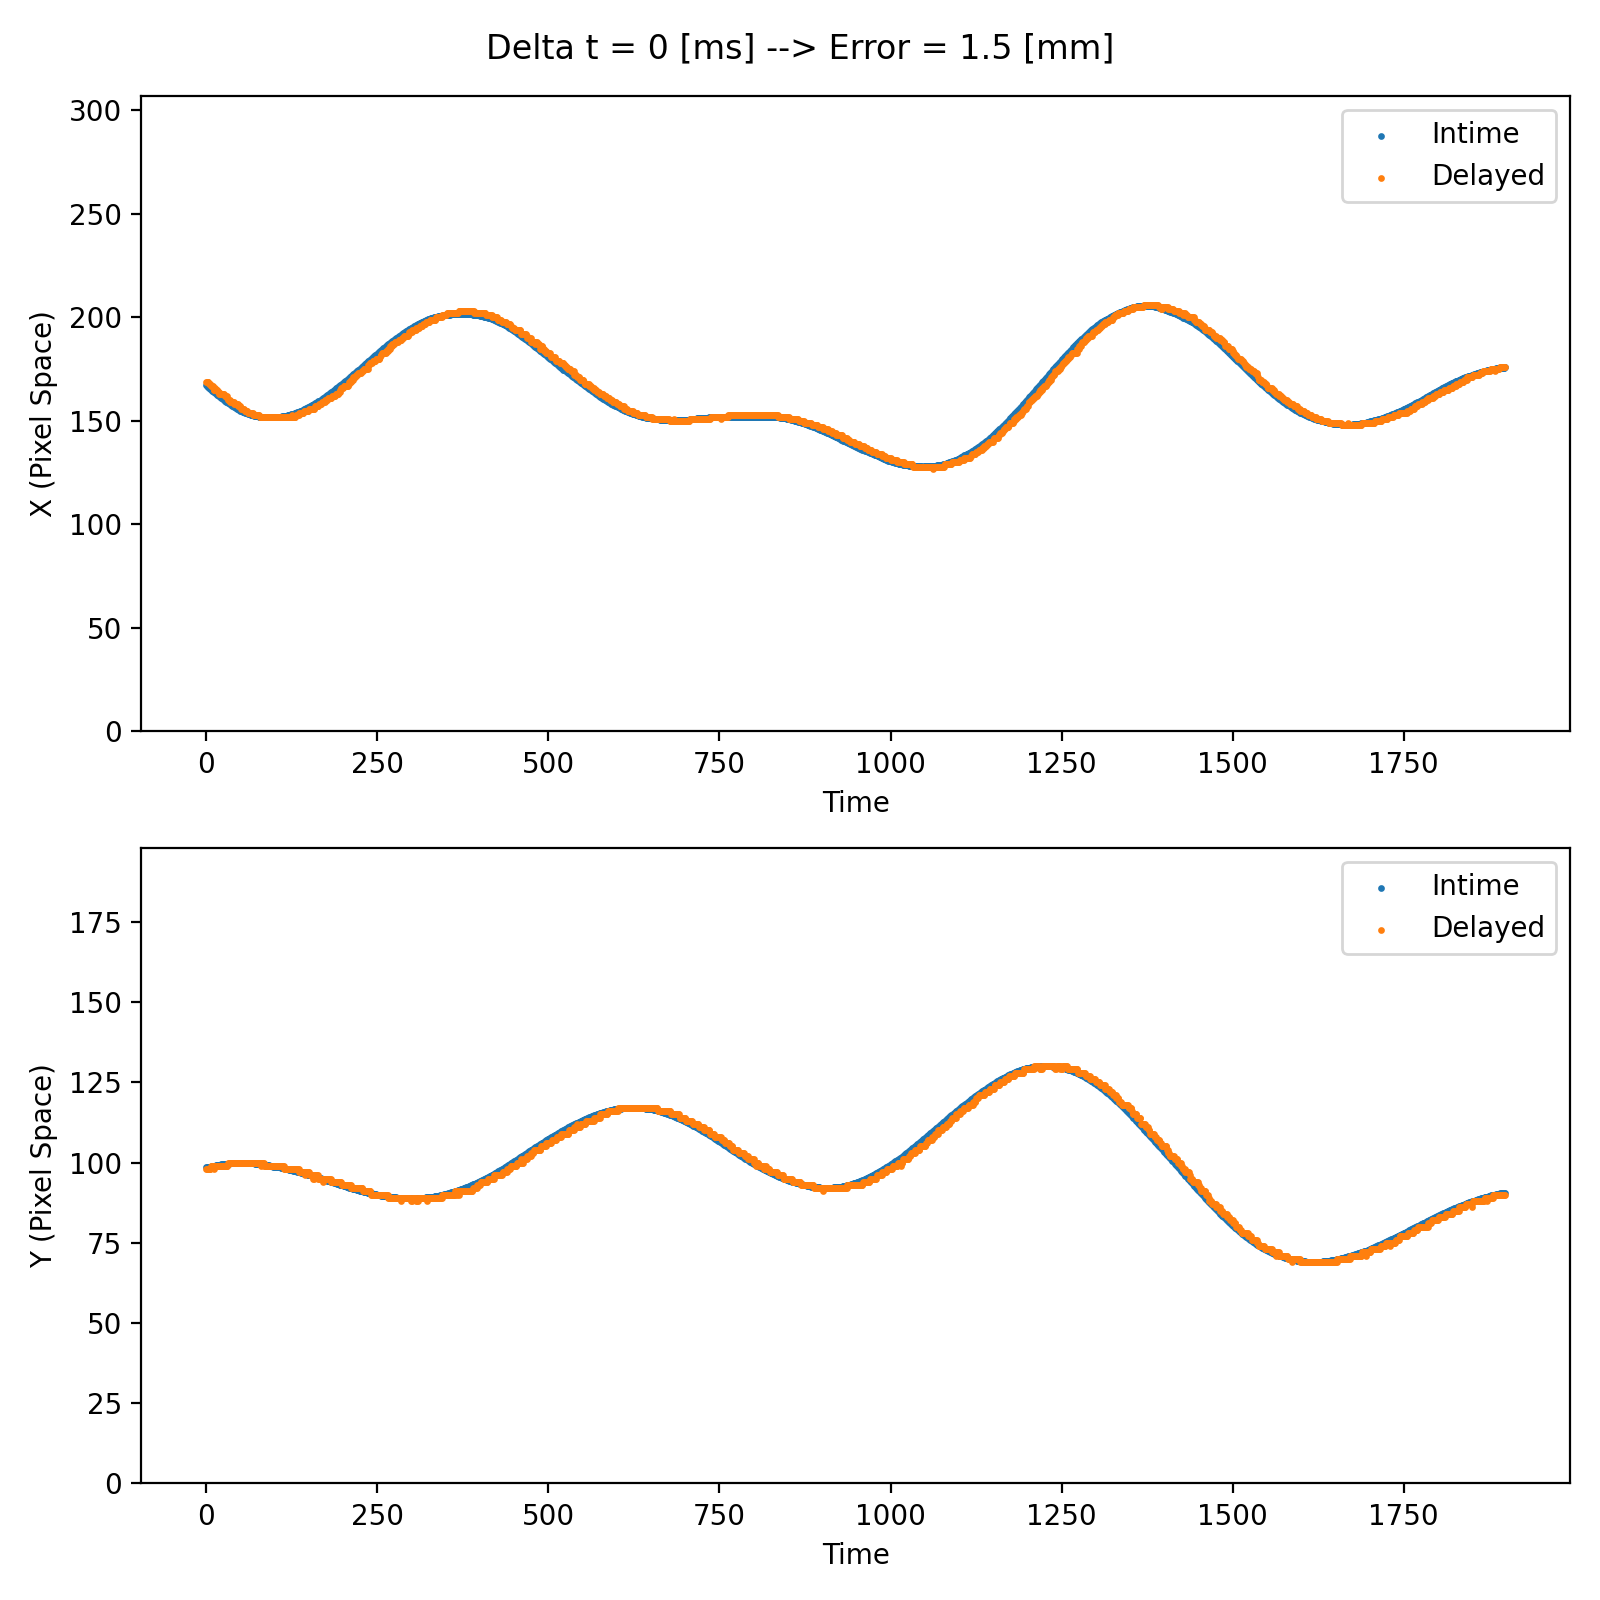 Delta t = 0 [ms] --> Error = 1.5 [mm]
300
250
200
150
100
50
0
X (Pixel Space)
Intime
Delayed
0 250 500 750 1000 1250 1500 1750
Time
175
150
125
100
75
50
25
0
Y (Pixel Space)
Intime
Delayed
0 250 500 750 1000 1250 1500 1750
Time